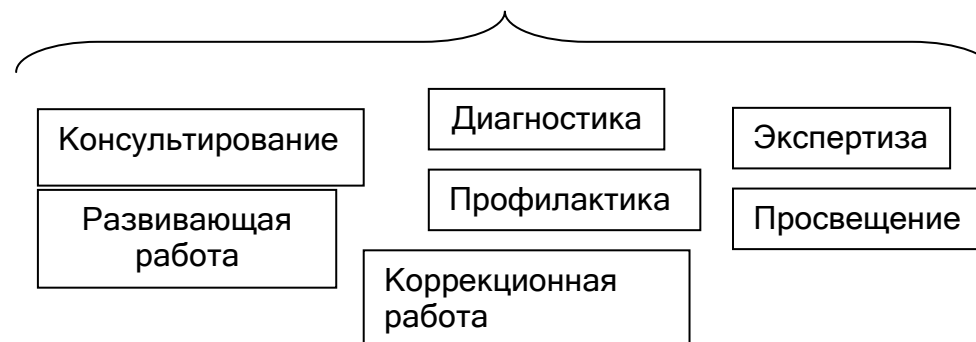 Консультирование
Диагностика
Экспертиза
Развивающая
работа
Профилактика
Просвещение
Коррекционная
работа